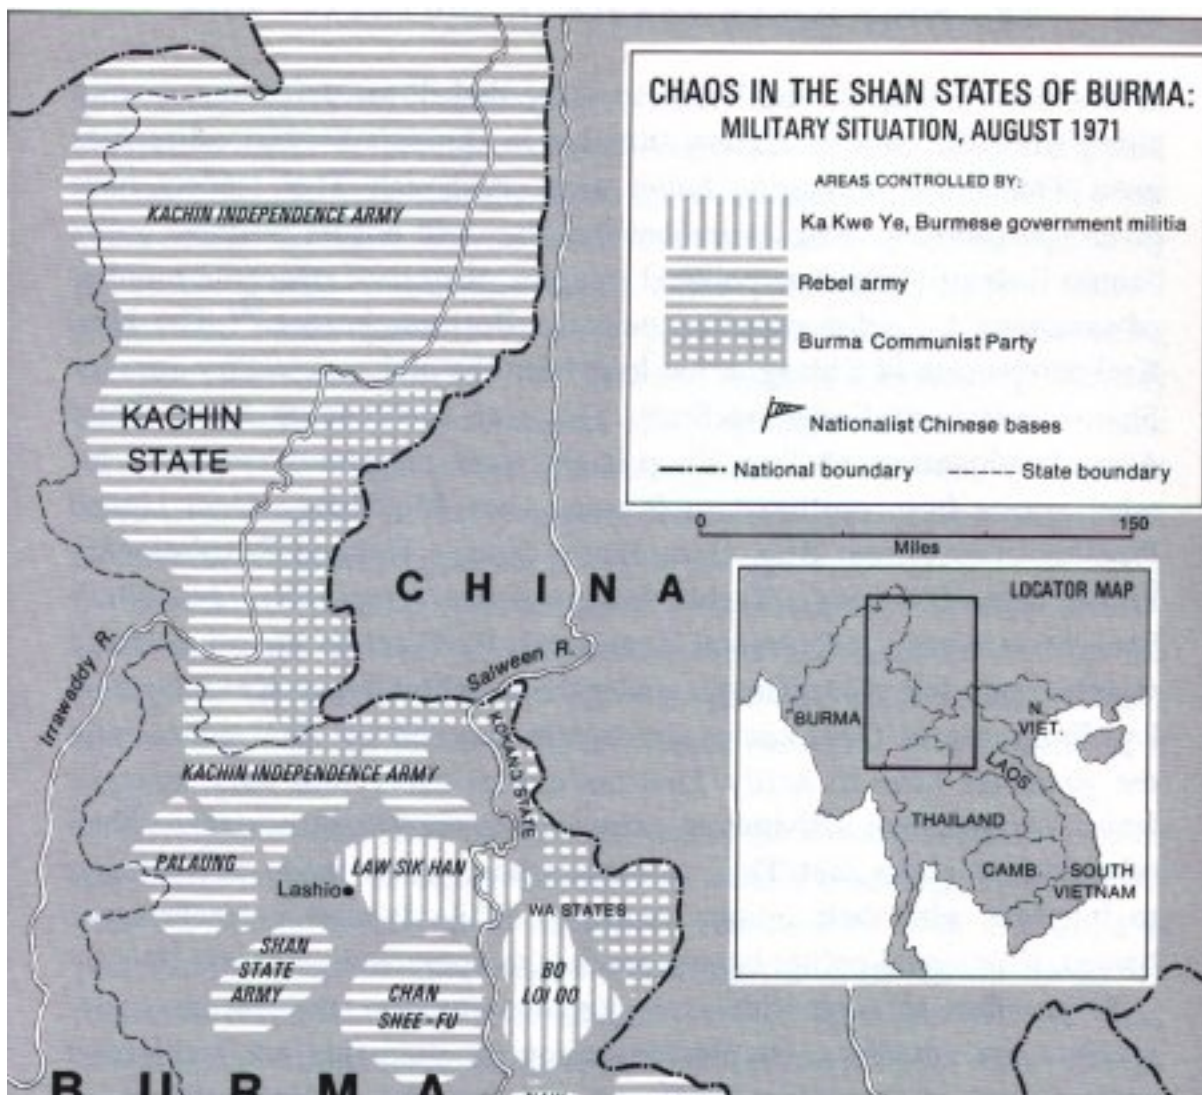 CHAOS IN THE SHAN STATES OF BURMA:
MILITARY SITUATION, AUGUST 1971
AREAS CONTROLLED BY:
Ka Kwe Ye, Burmese government militia
Rebel army
Burma Communist Party
Nationalist Chinese bases
National boundary
State boundary
0
150
Miles
LOCATOR MAP
BURMA
N.
VIET.
LAOS
THAILAND
CAMB.
SOUTH
VIETNAM
KACHIN INDEPENDENCE ARMY
KACHIN
STATE
CHINA
Irrawaddy R.
Salween R.
KOKANG STATE
KACHIN INDEPENDENCE ARMY
PALAUNG
LAW SIK HAN
Lashio
WA STATES
SHAN
STATE
ARMY
CHAN
SHEE-FU
BO
LOI OO
BURMA